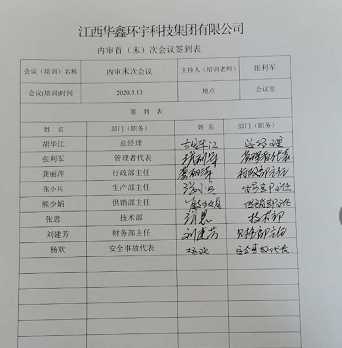 江西华鑫环宇科技集团有限公司
内审首（末）次会议签到表
会议（培训）名称 内审末次会议 主持人（培训老师） 张利军
会议(培训)时间 2020.3.13 地点 会议室
签 到 表
姓 名 部门（职务） 姓 名 部门（职务）
胡华江 总经理 胡华江 总经理
张利军 管理者代表 张利军 管理者代表
龚丽萍 行政部主任 龚丽萍 行政部主任
张小兵 生产部主任 生产部主任
熊少娟 供销部主任 供销部主任
张恩 技术部 张恩 技术部
刘建芳 财务部主任 刘建芳 财务部主任
杨欢 安全事故代表 杨欢 安全事故代表